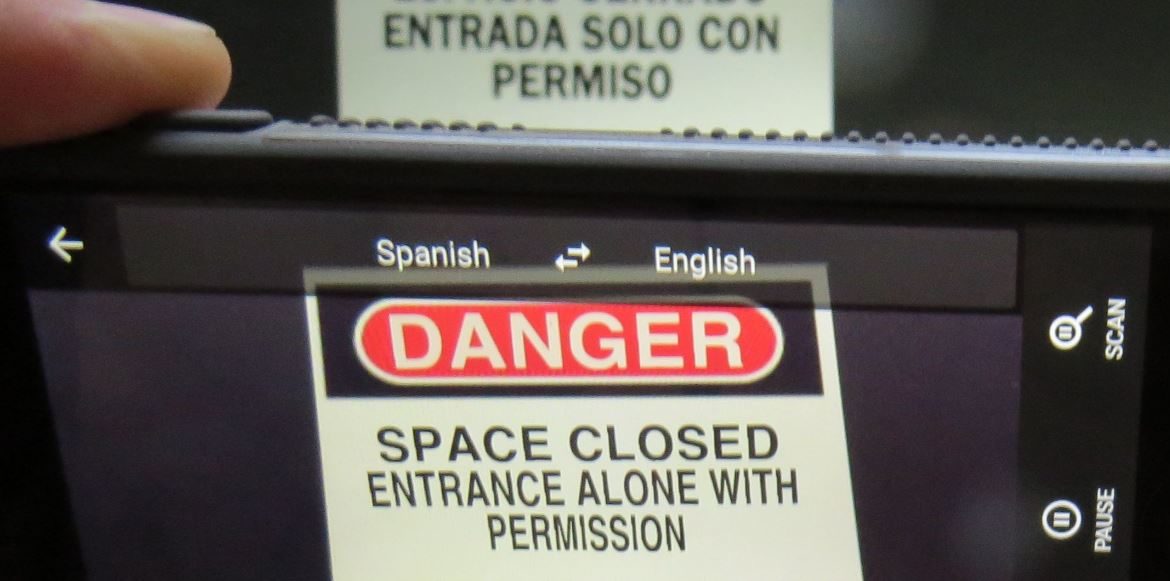 ENTRADA SOLO CON
PERMISO
Spanish English
DANGER
SPACE CLOSED
ENTRANCE ALONE WITH
PERMISSION
SCAN
PAUSE